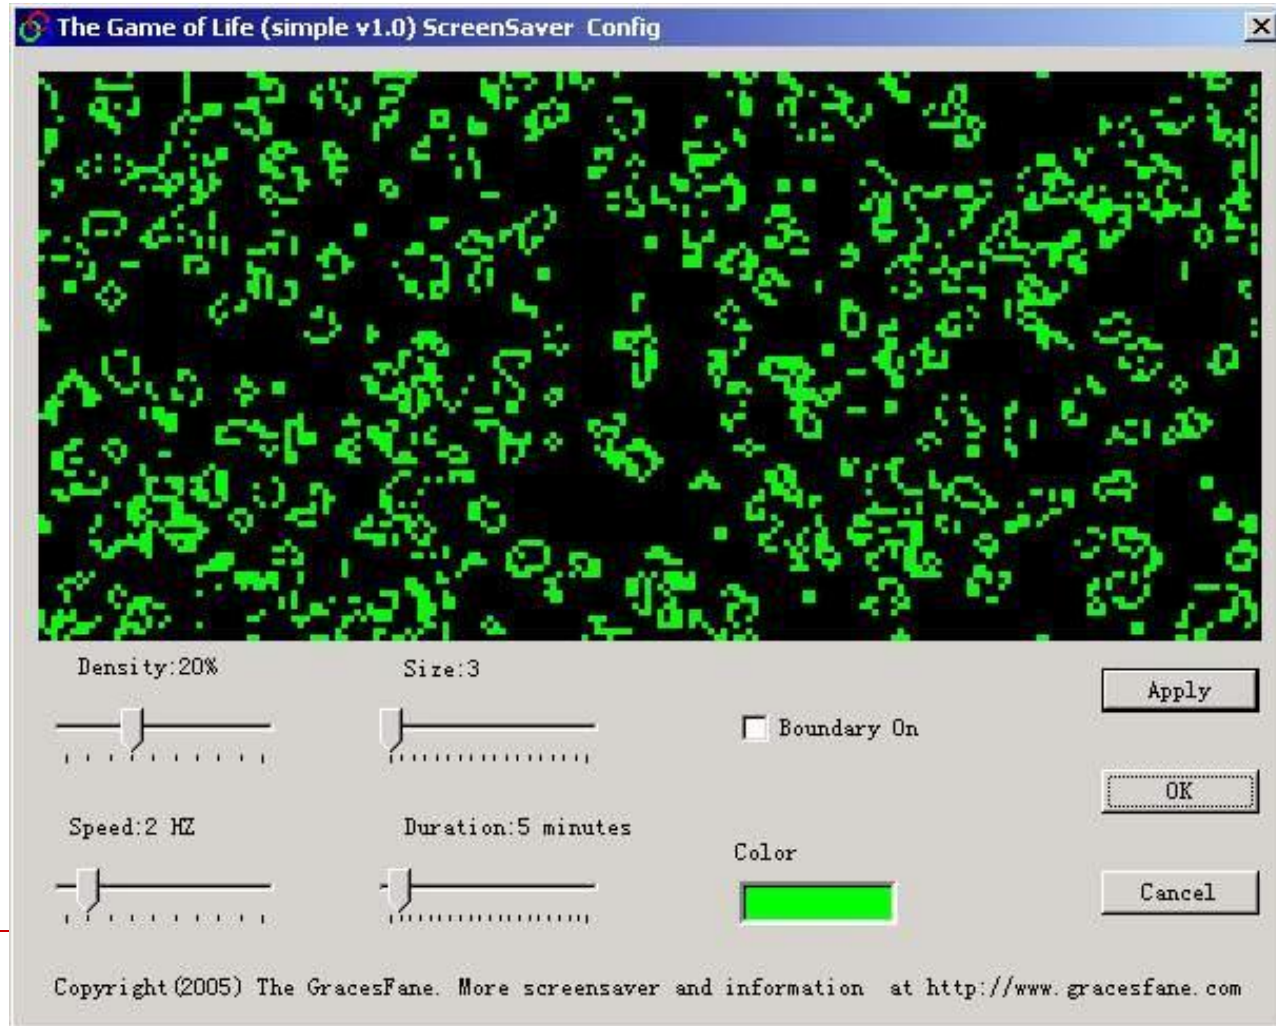 The Game of Life (simple v1.0) ScreenSaver Config
Density:20%
Size:3
Apply
Boundary On
OK
Speed:2 HZ
Duration:5 minutes
Color
Cancel
Copyright(2005) The GracesFane. More screensaver and information at http://www.gracesfane.com